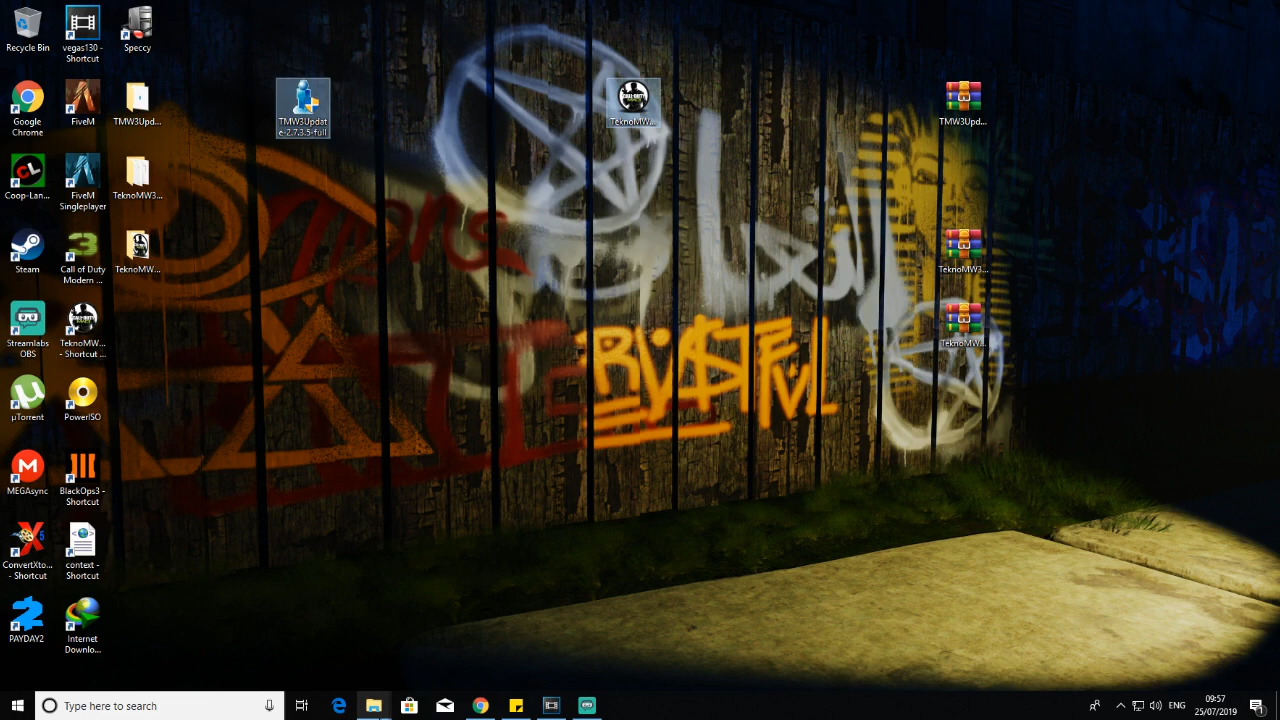 Recycle Bin
vegas130 -
Shortcut
Speccy
Google
Chrome
FiveM
TMW3Upd...
TMW3Updat
e-2.7.3.5-full
TeknoMW...
TMW3Upd...
Coop-Lan...
FiveM
Singleplayer
TeknoMW3...
Steam
Call of Duty
Modern ...
TeknoMW...
TeknoMW3...
Streamlabs
OBS
TeknoMW...
- Shortcut ...
TeknoMW...
RUSTFUL
µTorrent
PowerISO
MEGAsync
BlackOps3 -
Shortcut
ConvertXto...
- Shortcut
context -
Shortcut
PAYDAY2
Internet
Downlo...
Type here to search
ENG
09:57
25/07/2019